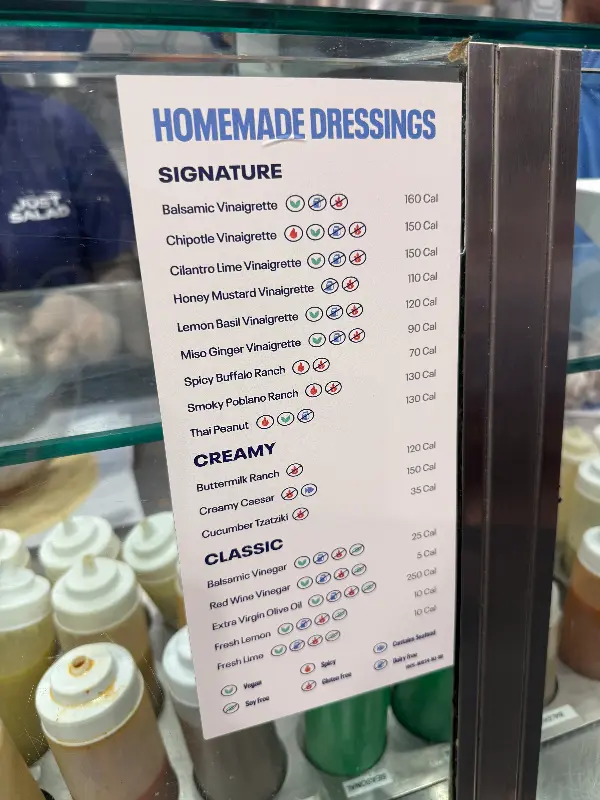 JUST
SALAD
HOMEMADE DRESSINGS
SIGNATURE
Balsamic Vinaigrette 160 Cal
Chipotle Vinaigrette 150 Cal
Cilantro Lime Vinaigrette 150 Cal
Honey Mustard Vinaigrette 110 Cal
Lemon Basil Vinaigrette 120 Cal
Miso Ginger Vinaigrette 90 Cal
Spicy Buffalo Ranch 70 Cal
Smoky Poblano Ranch 130 Cal
Thai Peanut 130 Cal
CREAMY
Buttermilk Ranch 120 Cal
Creamy Caesar 150 Cal
Cucumber Tzatziki 35 Cal
CLASSIC
Balsamic Vinegar 25 Cal
Red Wine Vinegar 5 Cal
Extra Virgin Olive Oil 250 Cal
Fresh Lemon 10 Cal
Fresh Lime 10 Cal
Vegan Spicy Contains Seafood
Soy Free Gluten Free Dairy Free
SEASONAL